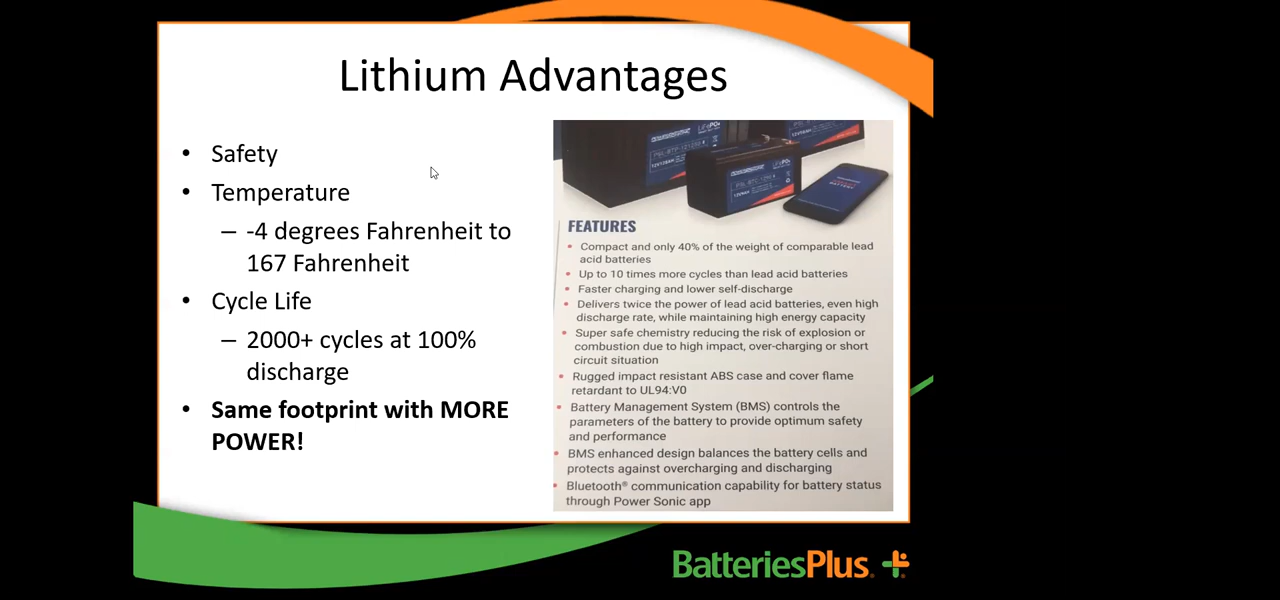 Lithium Advantages
• Safety
• Temperature
– -4 degrees Fahrenheit to
167 Fahrenheit
• Cycle Life
– 2000+ cycles at 100%
discharge
• Same footprint with MORE
POWER!
FEATURES
• Compact and only 40% of the weight of comparable lead
acid batteries
• Up to 10 times more cycles than lead acid batteries
• Faster charging and lower self-discharge
• Delivers twice the power of lead acid batteries, even high
discharge rate, while maintaining high energy capacity
• Super safe chemistry reducing the risk of explosion or
combustion due to high impact, over-charging or short
circuit situation
• Rugged impact resistant ABS case and cover flame
retardant to UL94:V0
• Battery Management System (BMS) controls the
parameters of the battery to provide optimum safety
and performance
• BMS enhanced design balances the battery cells and
protects against overcharging and discharging
• Bluetooth® communication capability for battery status
through Power Sonic app
BatteriesPlus